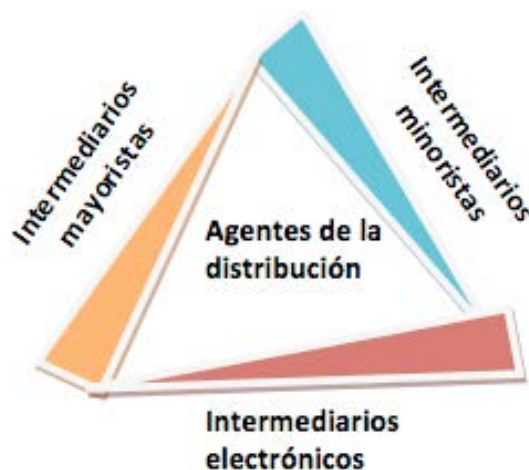 Intermediarios
mayoristas
Intermediarios
minoristas
Agentes de la
distribución
Intermediarios
electrónicos